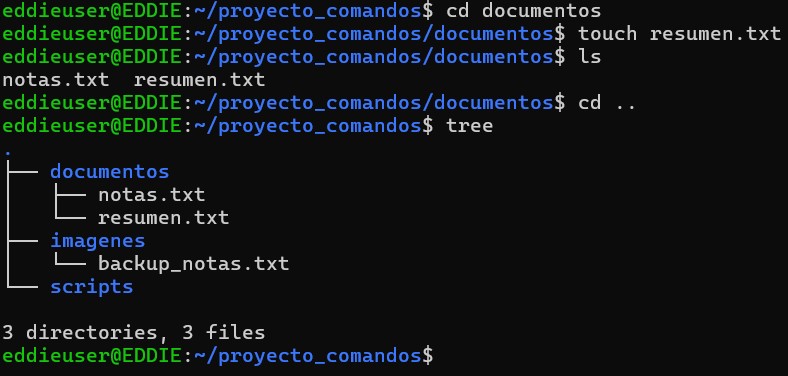 eddieuser@EDDIE:~/proyecto_comandos$ cd documentos
eddieuser@EDDIE:~/proyecto_comandos/documentos$ touch resumen.txt
eddieuser@EDDIE:~/proyecto_comandos/documentos$ ls
notas.txt  resumen.txt
eddieuser@EDDIE:~/proyecto_comandos/documentos$ cd ..
eddieuser@EDDIE:~/proyecto_comandos$ tree
.
├── documentos
│   ├── notas.txt
│   └── resumen.txt
├── imagenes
│   └── backup_notas.txt
└── scripts
3 directories, 3 files
eddieuser@EDDIE:~/proyecto_comandos$